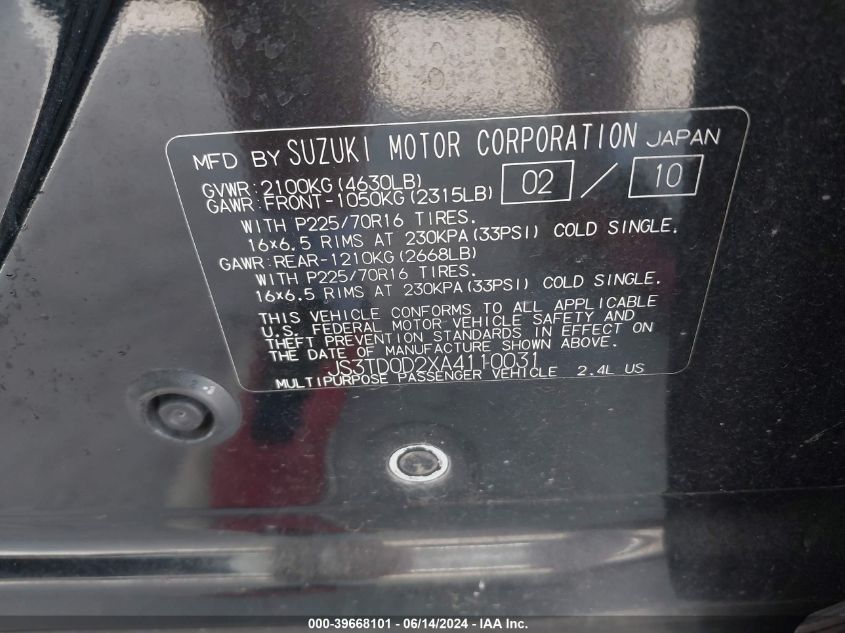 MFD BY SUZUKI MOTOR CORPORATION JAPAN
GVWR:2100KG(4630LB) 02 / 10
GAWR:FRONT-1050KG(2315LB)
WITH P225/70R16 TIRES.
16x6.5 RIMS AT 230KPA(33PSI) COLD SINGLE.
GAWR:REAR-1210KG(2668LB)
WITH P225/70R16 TIRES.
16x6.5 RIMS AT 230KPA(33PSI) COLD SINGLE.
THIS VEHICLE CONFORMS TO ALL APPLICABLE
U.S. FEDERAL MOTOR VEHICLE SAFETY AND
THEFT PREVENTION STANDARDS IN EFFECT ON
THE DATE OF MANUFACTURE SHOWN ABOVE.
JS3TD0D2XA4110031
MULTIPURPOSE PASSENGER VEHICLE 2.4L US
000-39668101 - 06/14/2024 - IAA Inc.